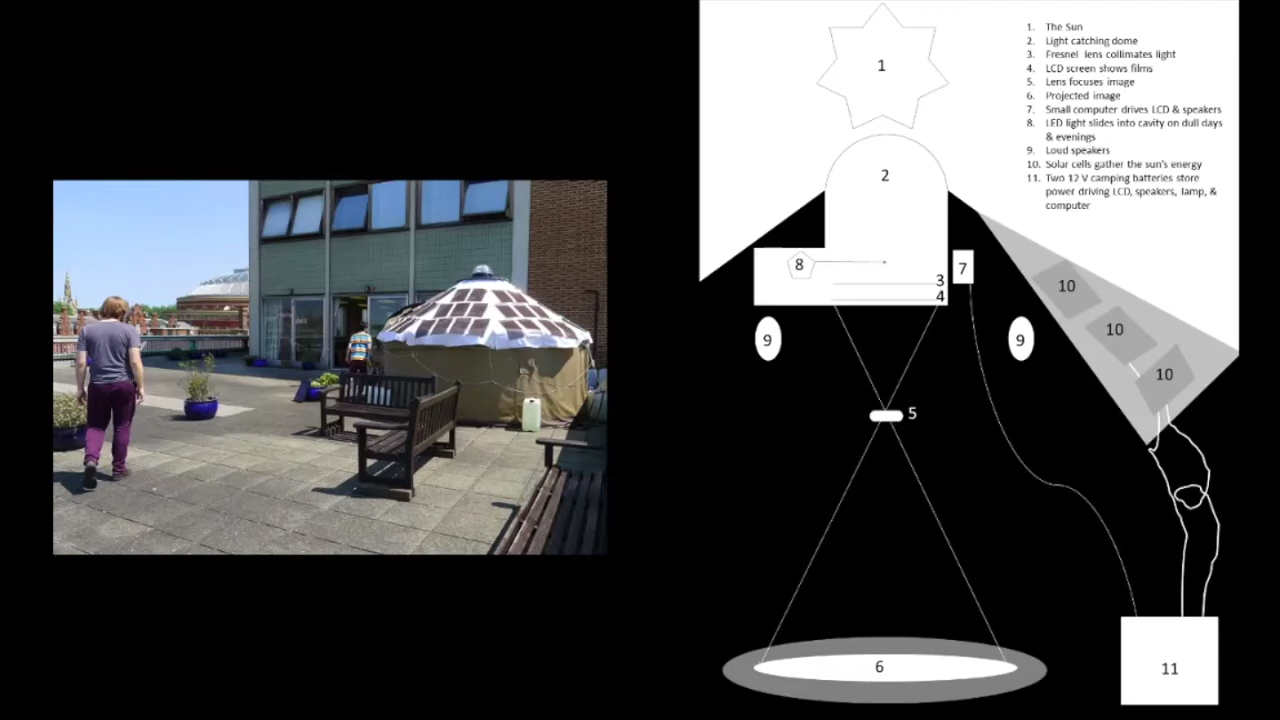 1. The Sun
2. Light catching dome
3. Fresnel lens collimates light
4. LCD screen shows films
5. Lens focuses image
6. Projected image
7. Small computer drives LCD & speakers
8. LED light slides into cavity on dull days
& evenings
9. Loud speakers
10. Solar cells gather the sun's energy
11. Two 12 V camping batteries store
power driving LCD, speakers, lamp, &
computer
1
2
8
3
7
4
10
10
9
9
10
5
6
11